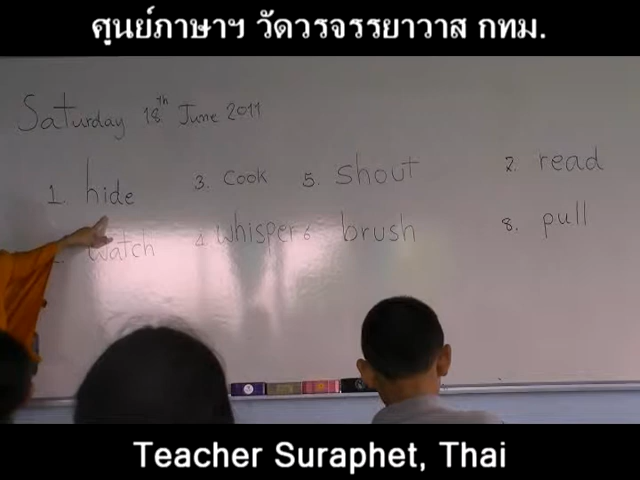 ศูนย์ภาษาฯ วัดวรจรรยาวาส กทม.
Saturday 18th June 2011
1. hide 3. cook 5. shout 7. read
2. watch 4. whisper 6 brush 8. pull
Teacher Suraphet, Thai